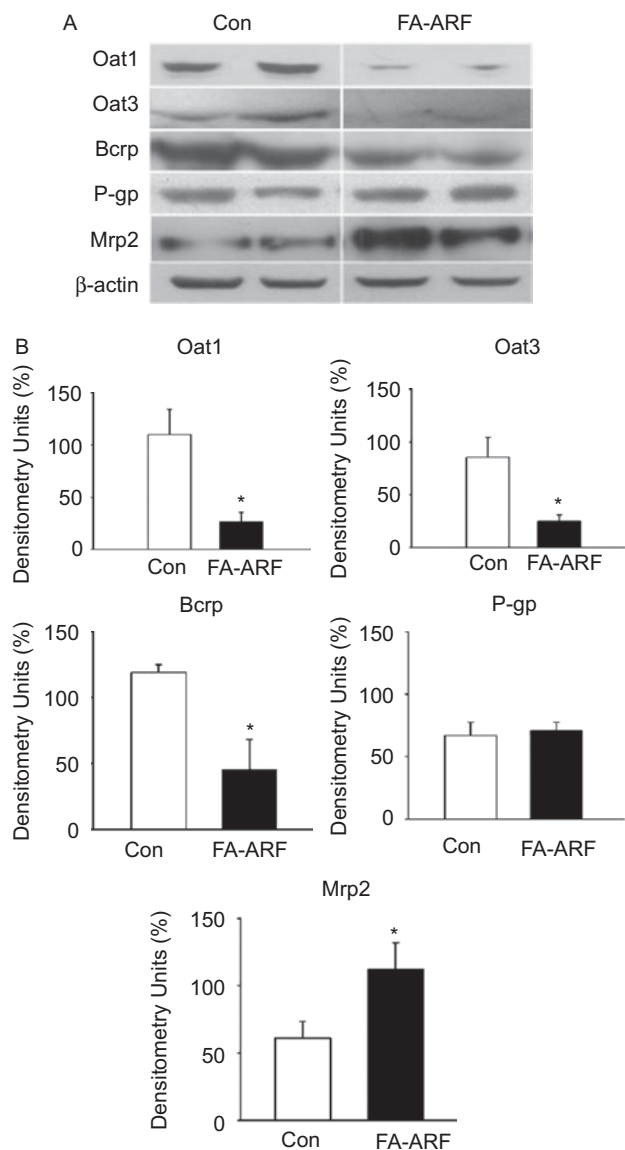 A Con FA-ARF
Oat1
Oat3
Bcrp
P-gp
Mrp2
β-actin
B Oat1 Oat3
Densitometry Units (%)
150
100
50
0
Con FA-ARF
*
Densitometry Units (%)
150
100
50
0
Con FA-ARF
*
Bcrp P-gp
Densitometry Units (%)
150
100
50
0
Con FA-ARF
*
Densitometry Units (%)
150
100
50
0
Con FA-ARF
Mrp2
Densitometry Units (%)
150
100
50
0
Con FA-ARF
*